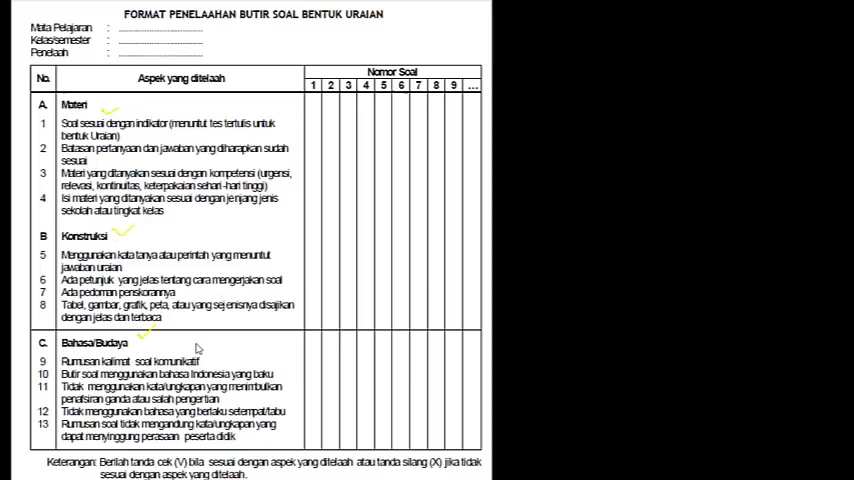 FORMAT PENELAAHAN BUTIR SOAL BENTUK URAIAN
Mata Pelajaran : ................................
Kelas/semester : ................................
Penelaah : ................................
No. Aspek yang ditelaah Nomor Soal
1 2 3 4 5 6 7 8 9 ...
A. Materi
1 Soal sesuai dengan indikator (menuntut tes tertulis untuk
bentuk Uraian)
2 Batasan pertanyaan dan jawaban yang diharapkan sudah
sesuai
3 Materi yang ditanyakan sesuai dengan kompetensi (urgensi,
relevasi, kontinuitas, keterpakaian sehari-hari tinggi)
4 Isi materi yang ditanyakan sesuai dengan jenjang jenis
sekolah atau tingkat kelas
B Konstruksi
5 Menggunakan kata tanya atau perintah yang menuntut
jawaban uraian
6 Ada petunjuk yang jelas tentang cara mengerjakan soal
7 Ada pedoman penskorannya
8 Tabel, gambar, grafik, peta, atau yang sejenisnya disajikan
dengan jelas dan terbaca
C. Bahasa/Budaya
9 Rumusan kalimat soal komunikatif
10 Butir soal menggunakan bahasa Indonesia yang baku
11 Tidak menggunakan kata/ungkapan yang menimbulkan
penafsiran ganda atau salah pengertian
12 Tidak menggunakan bahasa yang berlaku setempat/tabu
13 Rumusan soal tidak mengandung kata/ungkapan yang
dapat menyinggung perasaan peserta didik
Keterangan: Berilah tanda cek (V) bila sesuai dengan aspek yang ditelaah atau tanda silang (X) jika tidak
sesuai dengan aspek yang ditelaah.